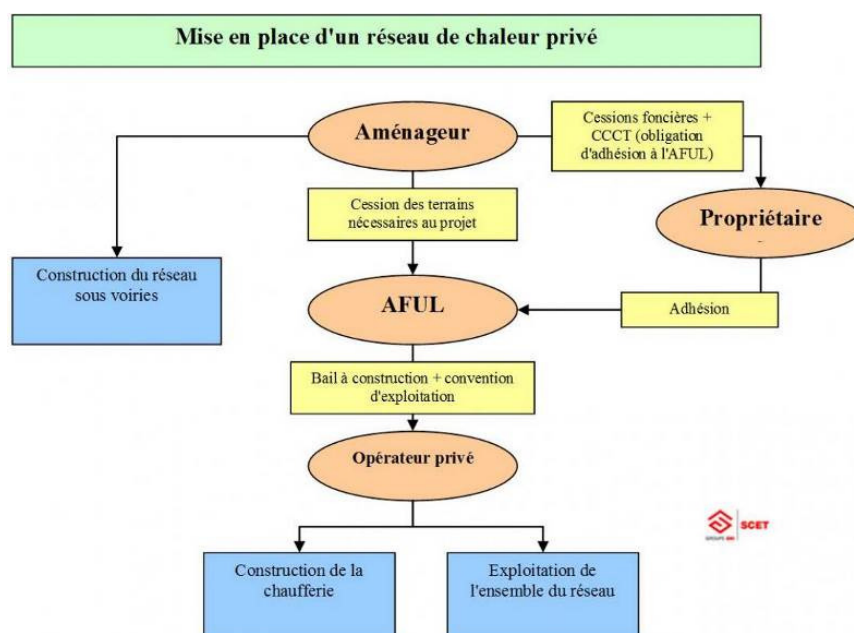 Mise en place d'un réseau de chaleur privé
Aménageur
Cessions foncières +
CCCT (obligation
d'adhésion à l'AFUL)
Cession des terrains
nécessaires au projet
Propriétaire
Construction du réseau
sous voiries
AFUL
Adhésion
Bail à construction + convention
d'exploitation
Opérateur privé
SCET
Construction de la
chaufferie
Exploitation de
l'ensemble du réseau